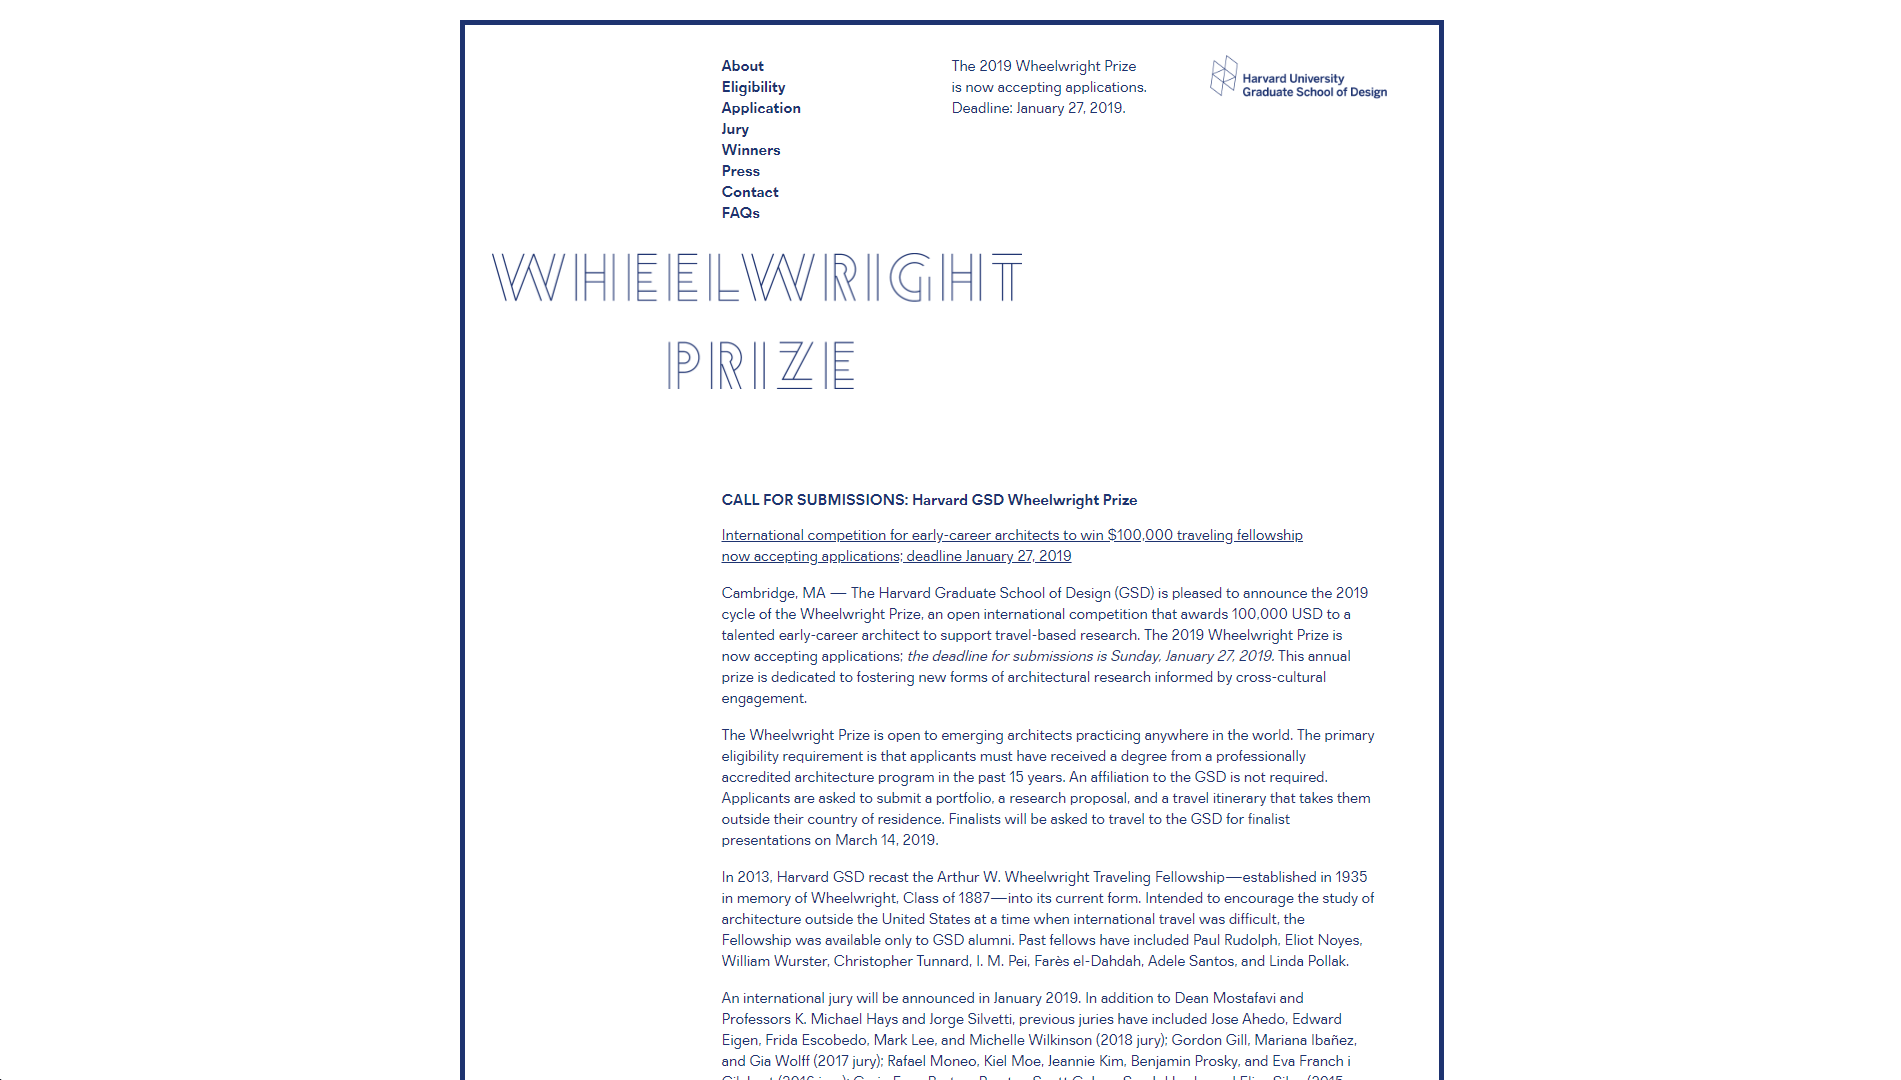 About
Eligibility
Application
Jury
Winners
Press
Contact
FAQs
The 2019 Wheelwright Prize
is now accepting applications.
Deadline: January 27, 2019.
Harvard University
Graduate School of Design
WHEELWRIGHT
PRIZE
CALL FOR SUBMISSIONS: Harvard GSD Wheelwright Prize
International competition for early-career architects to win $100,000 traveling fellowship
now accepting applications; deadline January 27, 2019
Cambridge, MA — The Harvard Graduate School of Design (GSD) is pleased to announce the 2019
cycle of the Wheelwright Prize, an open international competition that awards 100,000 USD to a
talented early-career architect to support travel-based research. The 2019 Wheelwright Prize is
now accepting applications; the deadline for submissions is Sunday, January 27, 2019. This annual
prize is dedicated to fostering new forms of architectural research informed by cross-cultural
engagement.
The Wheelwright Prize is open to emerging architects practicing anywhere in the world. The primary
eligibility requirement is that applicants must have received a degree from a professionally
accredited architecture program in the past 15 years. An affiliation to the GSD is not required.
Applicants are asked to submit a portfolio, a research proposal, and a travel itinerary that takes them
outside their country of residence. Finalists will be asked to travel to the GSD for finalist
presentations on March 14, 2019.
In 2013, Harvard GSD recast the Arthur W. Wheelwright Traveling Fellowship—established in 1935
in memory of Wheelwright, Class of 1887—into its current form. Intended to encourage the study of
architecture outside the United States at a time when international travel was difficult, the
Fellowship was available only to GSD alumni. Past fellows have included Paul Rudolph, Eliot Noyes,
William Wurster, Christopher Tunnard, I. M. Pei, Farès el-Dahdah, Adele Santos, and Linda Pollak.
An international jury will be announced in January 2019. In addition to Dean Mostafavi and
Professors K. Michael Hays and Jorge Silvetti, previous juries have included Jose Ahedo, Edward
Eigen, Frida Escobedo, Mark Lee, and Michelle Wilkinson (2018 jury); Gordon Gill, Mariana Ibañez,
and Gia Wolff (2017 jury); Rafael Moneo, Kiel Moe, Jeannie Kim, Benjamin Prosky, and Eva Franch i